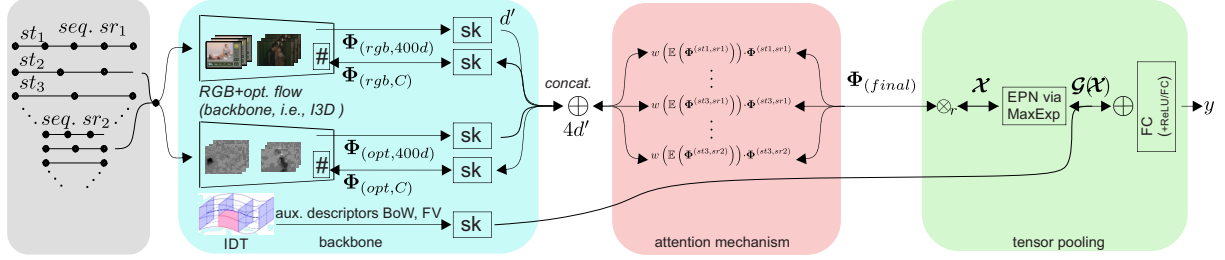 st₁ seq. sr₁
st₂
st₃
seq. sr₂
#
RGB+opt. flow
(backbone, i.e., I3D )
Φ(rgb,400d)
Φ(rgb,C)
sk
d′
sk
#
Φ(opt,400d)
Φ(opt,C)
sk
sk
IDT
aux. descriptors BoW, FV
sk
backbone
concat.
⊕
4d′
w(𝔼(Φ^(st1,sr1)))·Φ^(st1,sr1)
w(𝔼(Φ^(st3,sr1)))·Φ^(st3,sr1)
w(𝔼(Φ^(st3,sr2)))·Φ^(st3,sr2)
attention mechanism
Φ(final)
⊗r
𝓧
EPN via
MaxExp
𝓖(𝓧)
⊕
FC
(+ReLU/FC)
y
tensor pooling